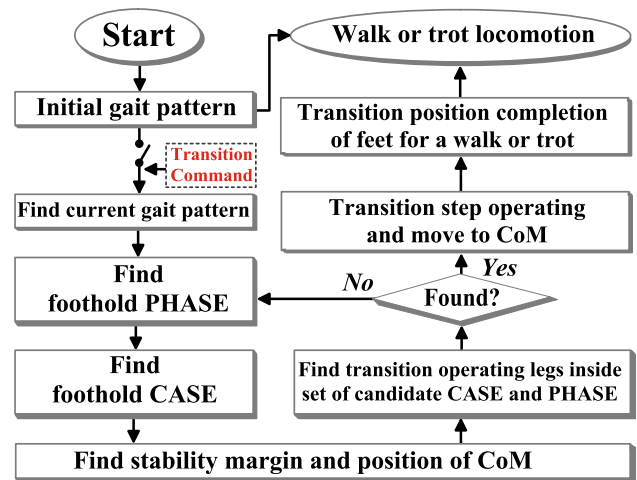 Start
Walk or trot locomotion
Initial gait pattern
Transition
Command
Find current gait pattern
Find
foothold PHASE
Find
foothold CASE
Find stability margin and position of CoM
Find transition operating legs inside
set of candidate CASE and PHASE
Found?
No
Yes
Transition step operating
and move to CoM
Transition position completion
of feet for a walk or trot